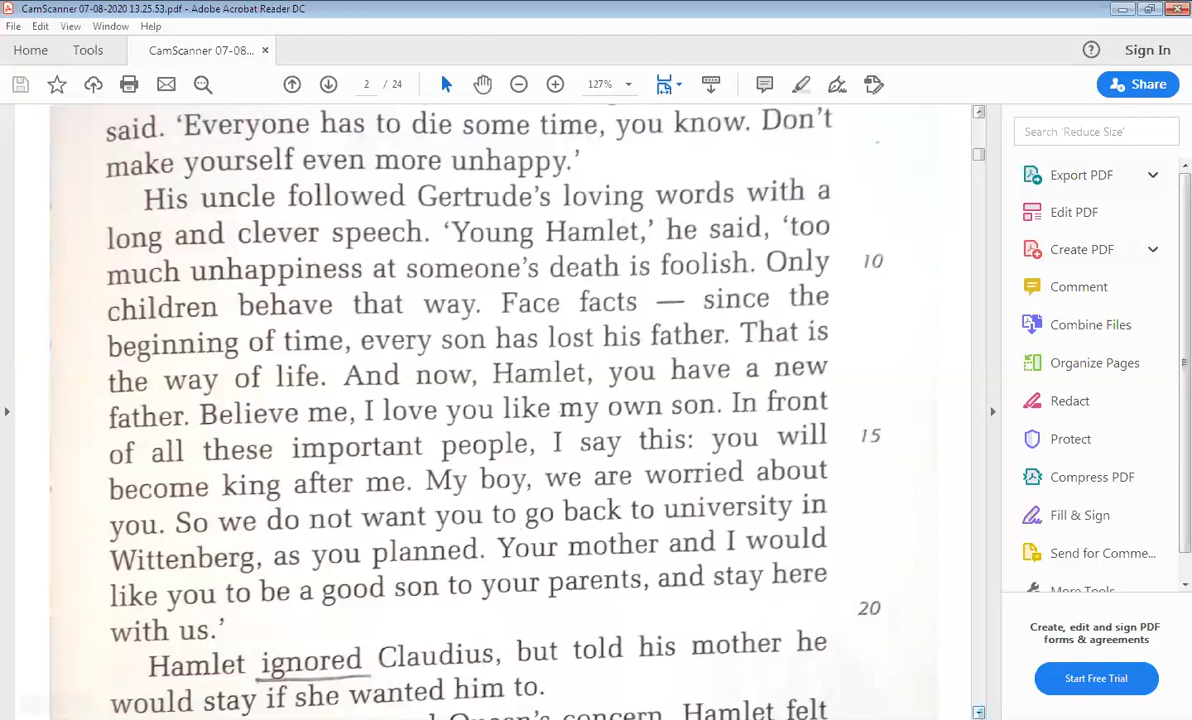 CamScanner 07-08-2020 13.25.53.pdf - Adobe Acrobat Reader DC
File Edit View Window Help
Home Tools CamScanner 07-08... × Sign In
2 / 24 127% Share
said. ‘Everyone has to die some time, you know. Don’t
make yourself even more unhappy.’
His uncle followed Gertrude’s loving words with a
long and clever speech. ‘Young Hamlet,’ he said, ‘too
much unhappiness at someone’s death is foolish. Only 10
children behave that way. Face facts — since the
beginning of time, every son has lost his father. That is
the way of life. And now, Hamlet, you have a new
father. Believe me, I love you like my own son. In front
of all these important people, I say this: you will 15
become king after me. My boy, we are worried about
you. So we do not want you to go back to university in
Wittenberg, as you planned. Your mother and I would
like you to be a good son to your parents, and stay here
with us.’ 20
Hamlet ignored Claudius, but told his mother he
would stay if she wanted him to.
Queen’s concern, Hamlet felt
Search 'Reduce Size'
Export PDF
Edit PDF
Create PDF
Comment
Combine Files
Organize Pages
Redact
Protect
Compress PDF
Fill & Sign
Send for Comme...
More Tools
Create, edit and sign PDF
forms & agreements
Start Free Trial